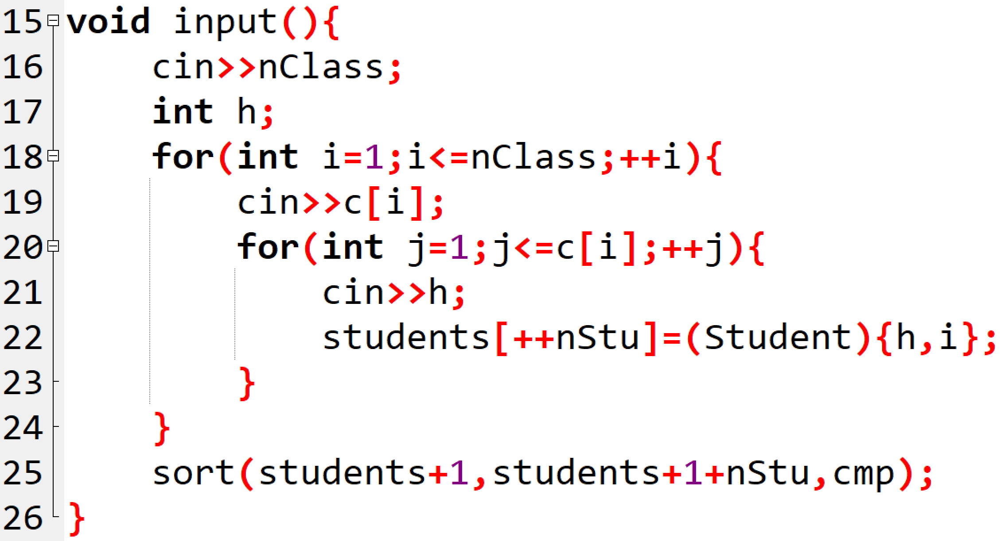 15 void input(){
16     cin>>nClass;
17     int h;
18     for(int i=1;i<=nClass;++i){
19         cin>>c[i];
20         for(int j=1;j<=c[i];++j){
21             cin>>h;
22             students[++nStu]=(Student){h,i};
23         }
24     }
25     sort(students+1,students+1+nStu,cmp);
26 }